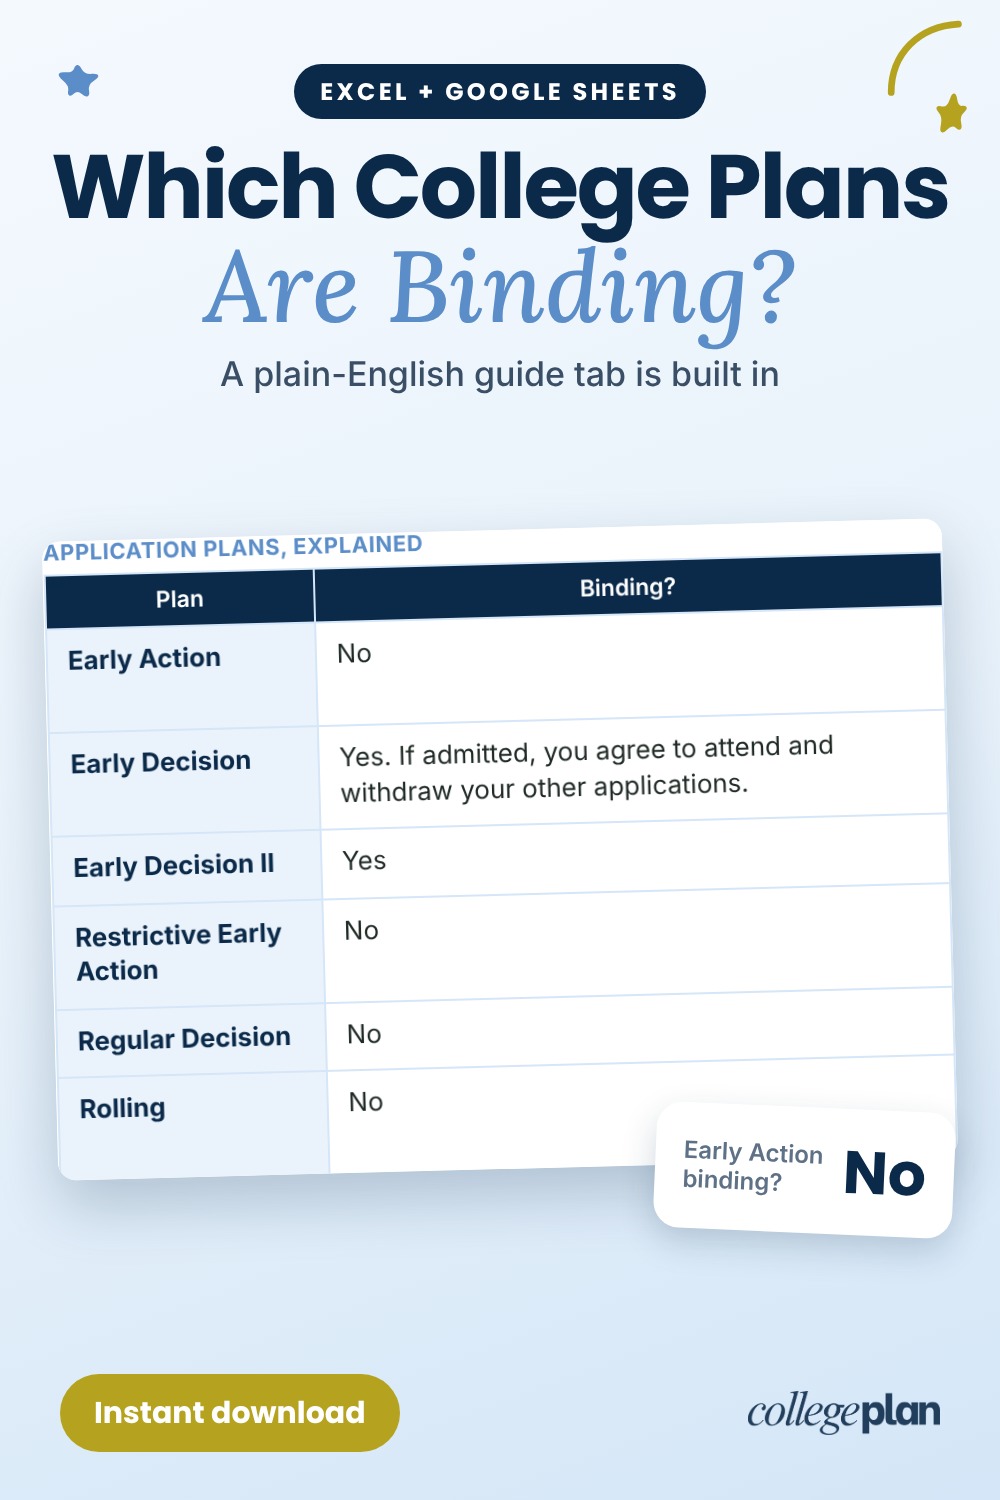 EXCEL + GOOGLE SHEETS
Which College Plans
Are Binding?
A plain-English guide tab is built in
APPLICATION PLANS, EXPLAINED
Plan Binding?
Early Action No
Early Decision Yes. If admitted, you agree to attend and
withdraw your other applications.
Early Decision II Yes
Restrictive Early No
Action
Regular Decision No
Rolling No
Early Action
binding?
No
Instant download
collegeplan